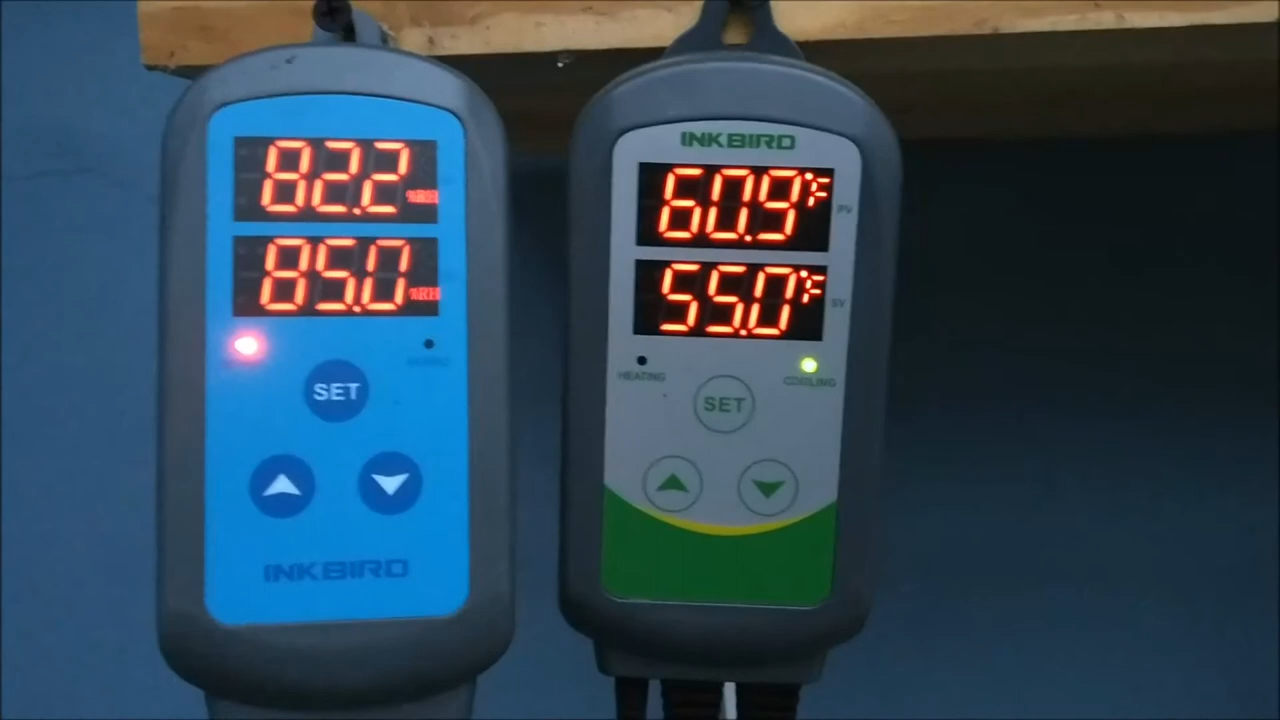 82.2 %RH
85.0 %RH
SET
INKBIRD
INKBIRD
60.9°F PV
55.0°F SV
HEATING
COOLING
SET